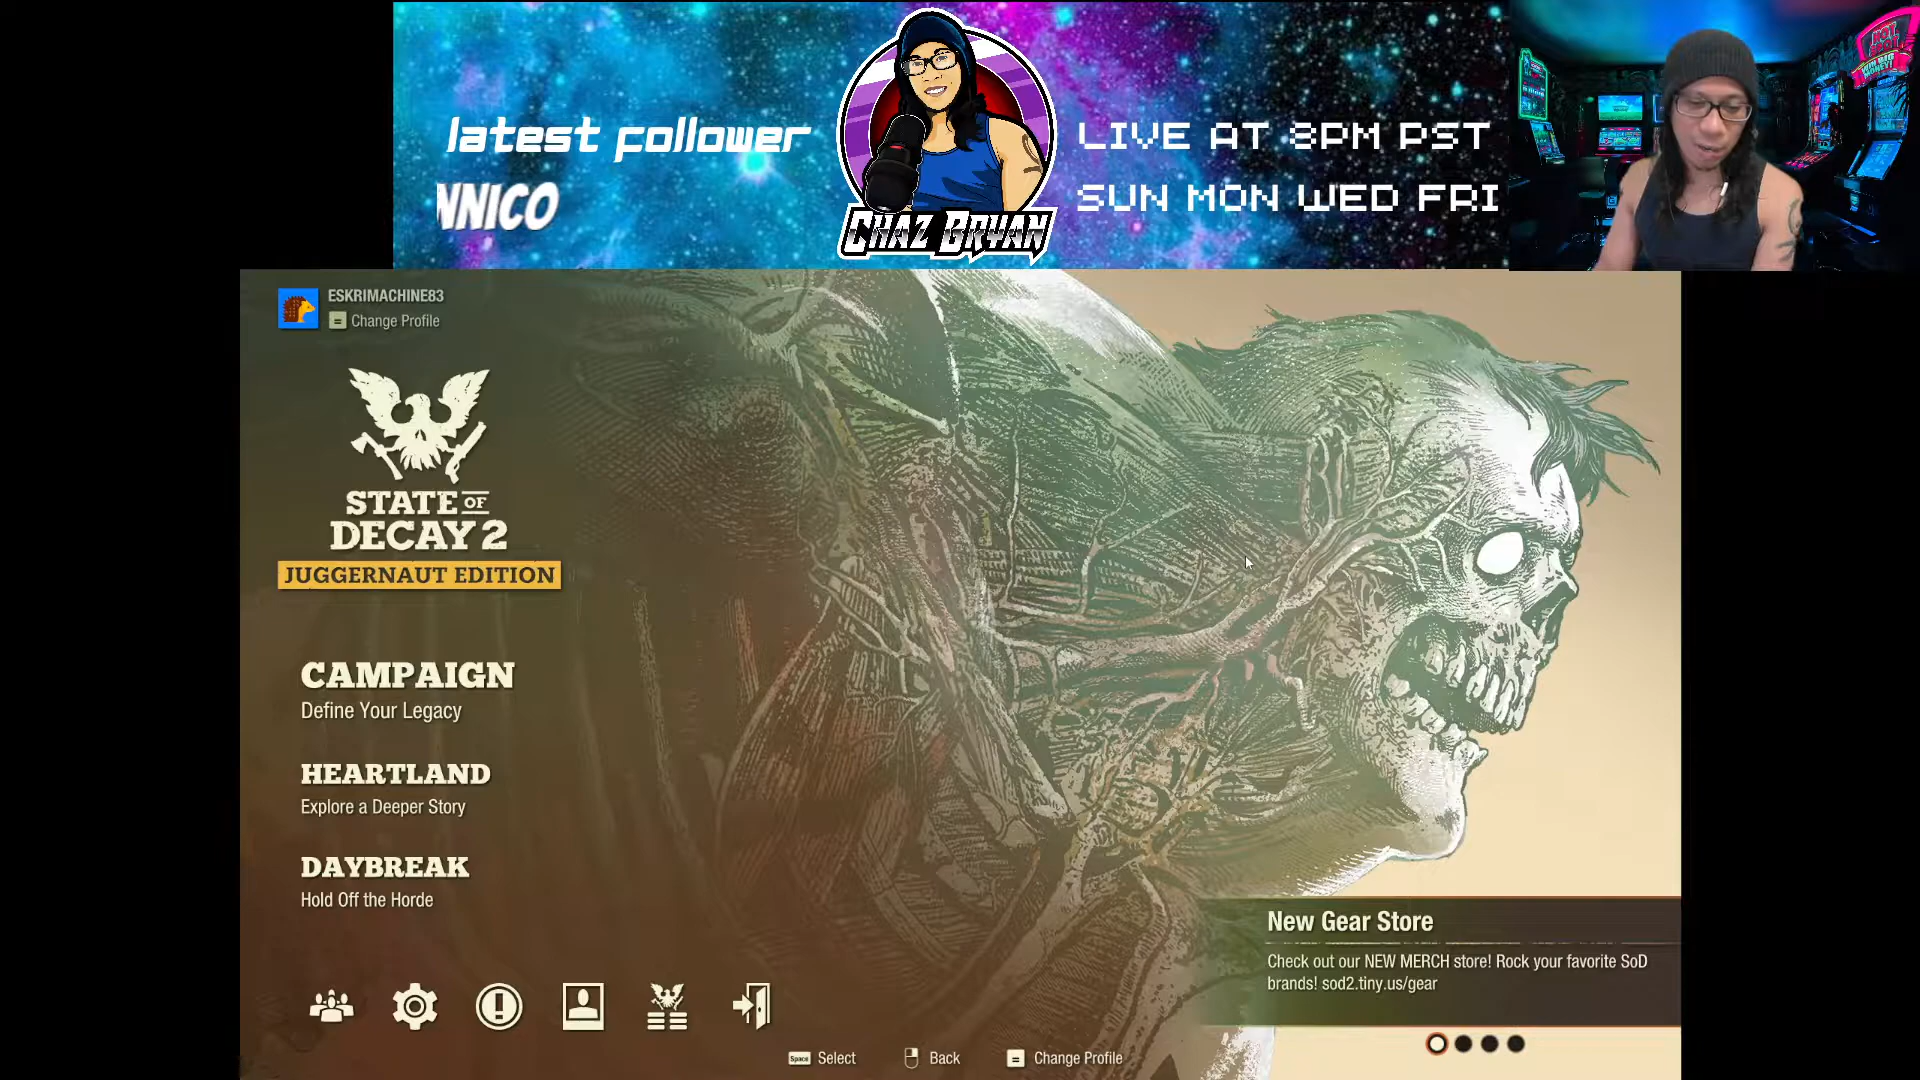 latest follower
NNICO
CHAZ BRYAN
LIVE AT 8PM PST
SUN MON WED FRI
ESKRIMACHINE83
= Change Profile
STATE OF
DECAY 2
JUGGERNAUT EDITION
CAMPAIGN
Define Your Legacy
HEARTLAND
Explore a Deeper Story
DAYBREAK
Hold Off the Horde
New Gear Store
Check out our NEW MERCH store! Rock your favorite SoD
brands! sod2.tiny.us/gear
Space Select
Back
= Change Profile